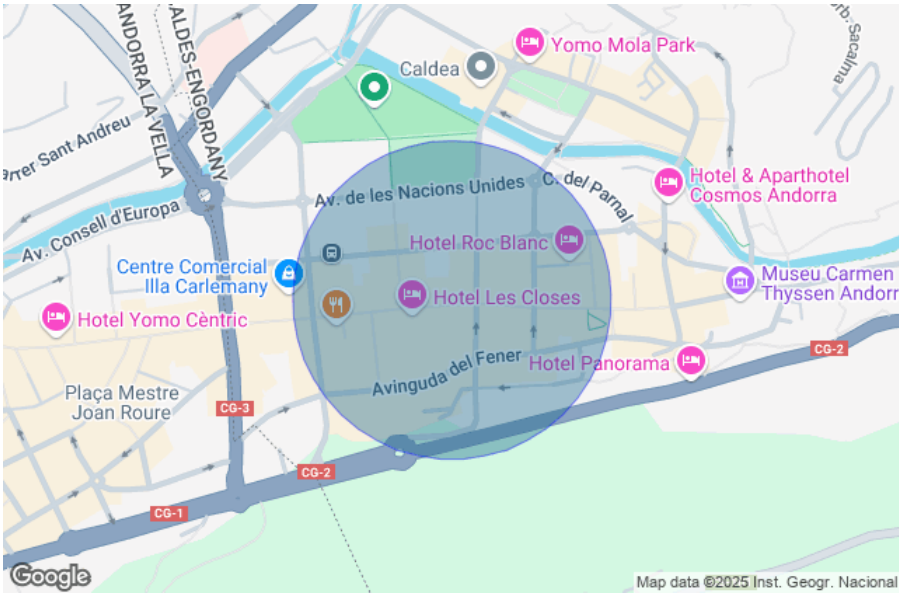 ANDORRA LA VELLA
ALDES-ENGORDANY
Yomo Mola Park
Caldea
arrer Sant Andreu
Av. de les Nacions Unides
C. del Parnal
Hotel & Aparthotel
Cosmos Andorra
Av. Consell d'Europa
Hotel Roc Blanc
Centre Comercial
Illa Carlemany
Hotel Les Closes
Museu Carmen
Thyssen Andorr
Hotel Yomo Cèntric
Avinguda del Fener
Hotel Panorama
CG-2
Plaça Mestre
Joan Roure
CG-3
CG-2
CG-1
Google
Map data ©2025 Inst. Geogr. Nacional